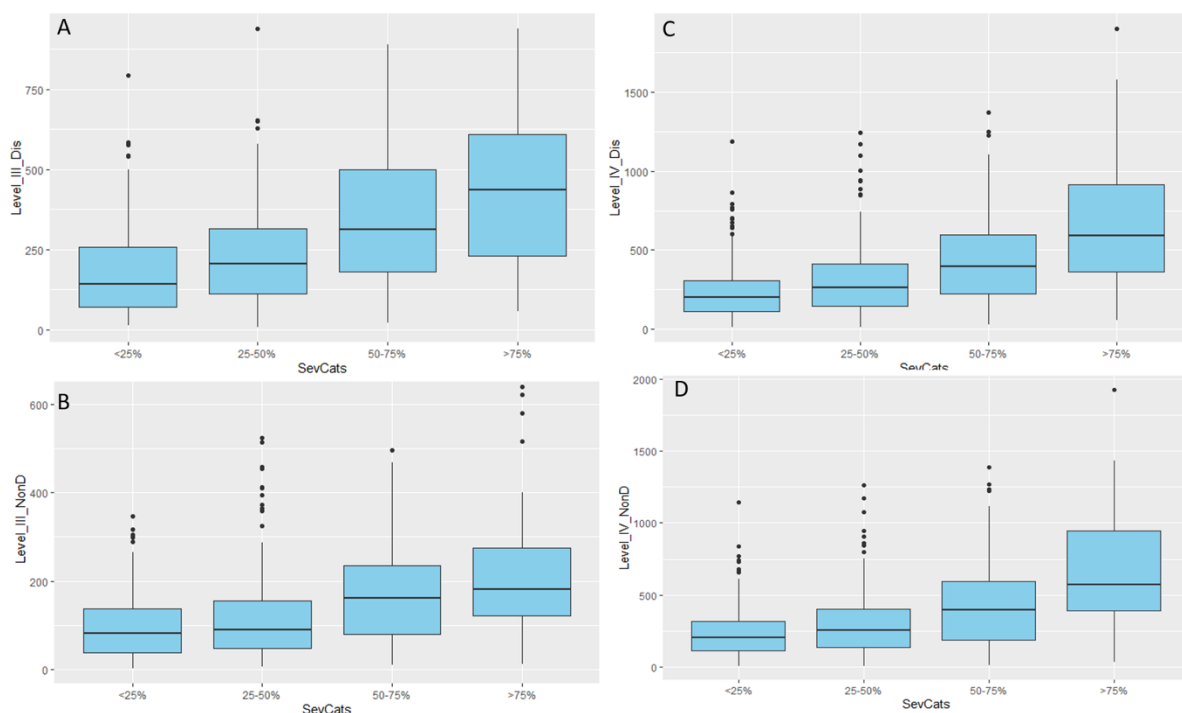 A
Level_III_Dis
750
500
250
0
<25% 25-50% 50-75% >75%
SevCats
B
Level_III_NonD
600
400
200
0
<25% 25-50% 50-75% >75%
SevCats
C
Level_IV_Dis
1500
1000
500
0
<25% 25-50% 50-75% >75%
SevCats
D
Level_IV_NonD
2000
1500
1000
500
0
<25% 25-50% 50-75% >75%
SevCats